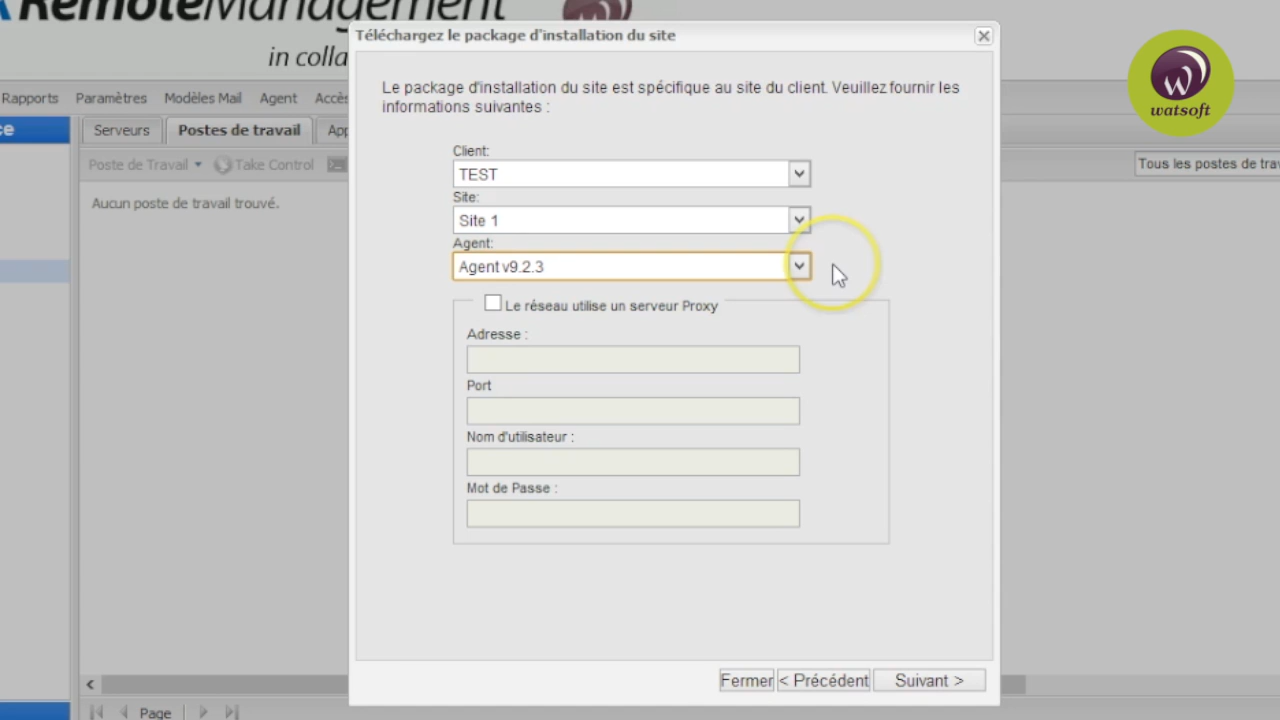 RemoteManagement
in colla
watsoft
Téléchargez le package d'installation du site
Rapports Paramètres Modèles Mail Agent Accès
Serveurs Postes de travail App
Poste de Travail Take Control
Tous les postes de trav
Aucun poste de travail trouvé.
Le package d'installation du site est spécifique au site du client. Veuillez fournir les
informations suivantes :
Client:
TEST
Site:
Site 1
Agent:
Agent v9.2.3
Le réseau utilise un serveur Proxy
Adresse :
Port
Nom d'utilisateur :
Mot de Passe :
Fermer < Précédent Suivant >
Page